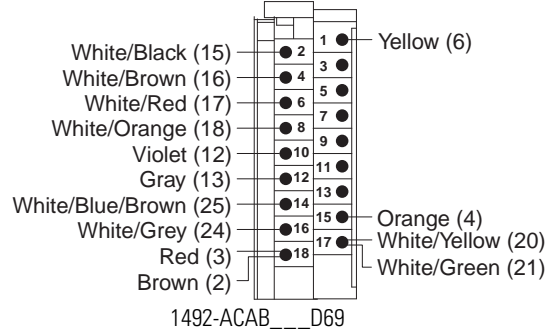 1 Yellow (6)
White/Black (15) 2
3
White/Brown (16) 4
5
White/Red (17) 6
7
White/Orange (18) 8
9
Violet (12) 10
11
Gray (13) 12
13
White/Blue/Brown (25) 14
15 Orange (4)
White/Grey (24) 16
17 White/Yellow (20)
Red (3) 18
White/Green (21)
Brown (2)
1492-ACAB___D69